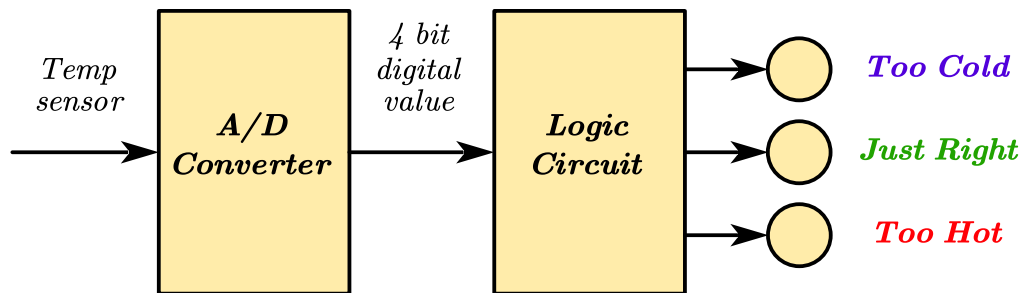 Temp
sensor
A/D
Converter
4 bit
digital
value
Logic
Circuit
Too Cold
Just Right
Too Hot